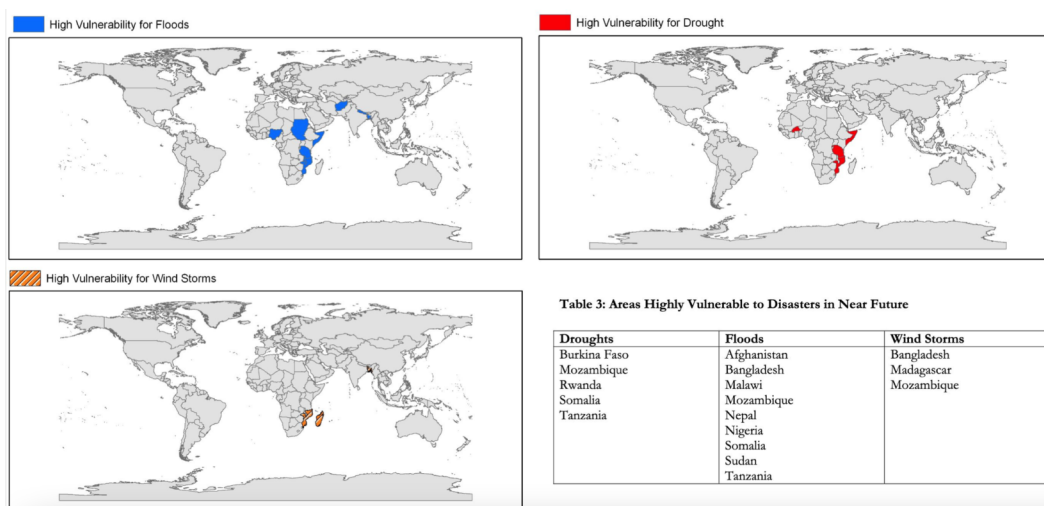 High Vulnerability for Floods
High Vulnerability for Drought
High Vulnerability for Wind Storms
Table 3: Areas Highly Vulnerable to Disasters in Near Future
Droughts Floods Wind Storms
Burkina Faso Afghanistan Bangladesh
Mozambique Bangladesh Madagascar
Rwanda Malawi Mozambique
Somalia Mozambique
Tanzania Nepal
Nigeria
Somalia
Sudan
Tanzania